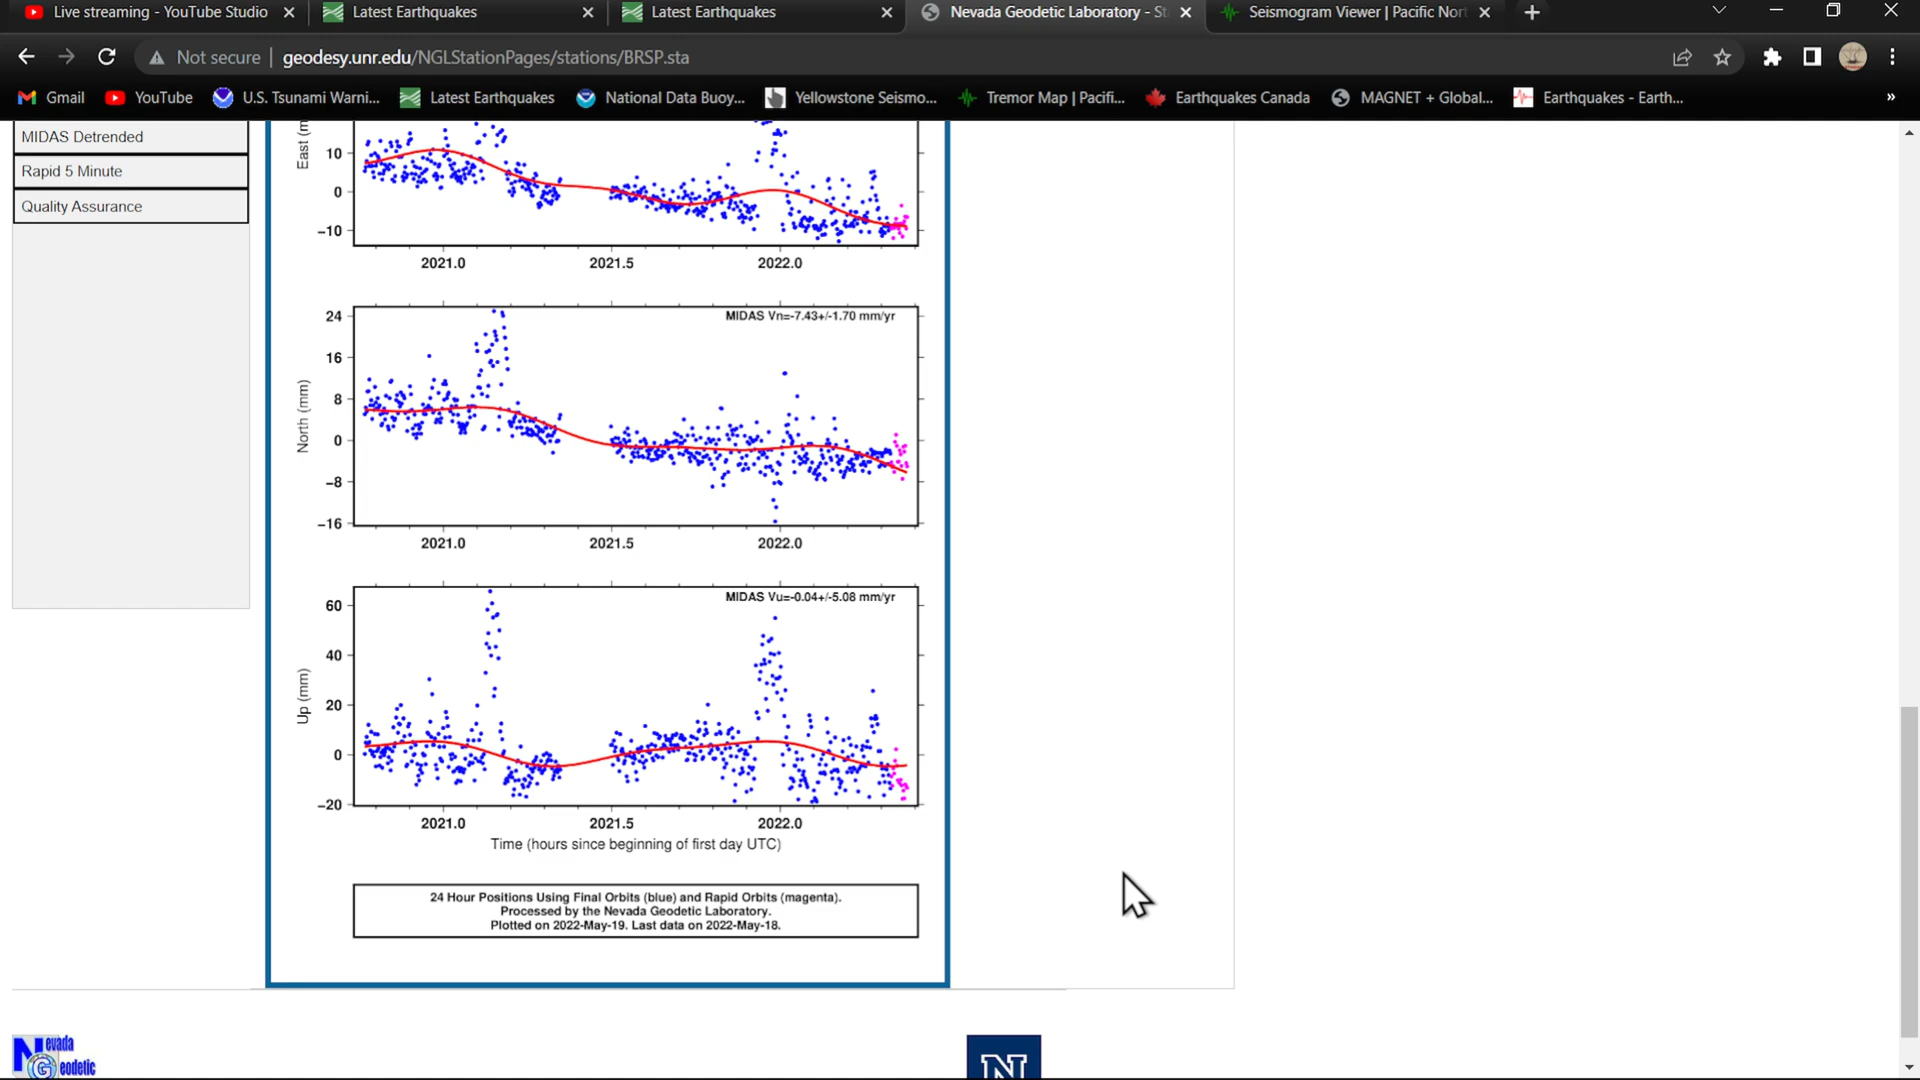 Live streaming - YouTube Studio
Latest Earthquakes
Latest Earthquakes
Nevada Geodetic Laboratory - St
Seismogram Viewer | Pacific Nort
Not secure
geodesy.unr.edu/NGLStationPages/stations/BRSP.sta
Gmail
YouTube
U.S. Tsunami Warni...
Latest Earthquakes
National Data Buoy...
Yellowstone Seismo...
Tremor Map | Pacifi...
Earthquakes Canada
MAGNET + Global...
Earthquakes - Earth...
»
MIDAS Detrended
Rapid 5 Minute
Quality Assurance
East (m
10
0
−10
2021.0 2021.5 2022.0
MIDAS Vn=-7.43+/-1.70 mm/yr
North (mm)
24
16
8
0
−8
−16
2021.0 2021.5 2022.0
MIDAS Vu=-0.04+/-5.08 mm/yr
Up (mm)
60
40
20
0
−20
2021.0 2021.5 2022.0
Time (hours since beginning of first day UTC)
24 Hour Positions Using Final Orbits (blue) and Rapid Orbits (magenta).
Processed by the Nevada Geodetic Laboratory.
Plotted on 2022-May-19. Last data on 2022-May-18.
Nevada
Geodetic
N